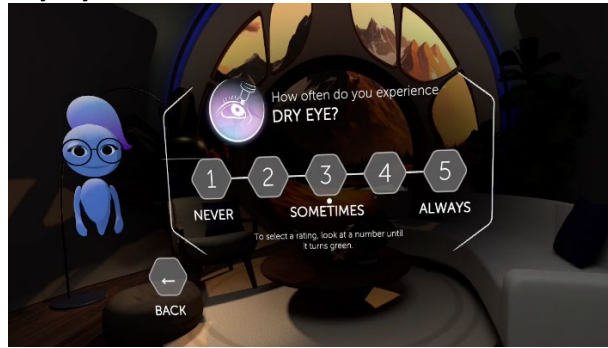 How often do you experience
DRY EYE?
1 2 3 4 5
NEVER SOMETIMES ALWAYS
To select a rating, look at a number until
it turns green.
←
BACK